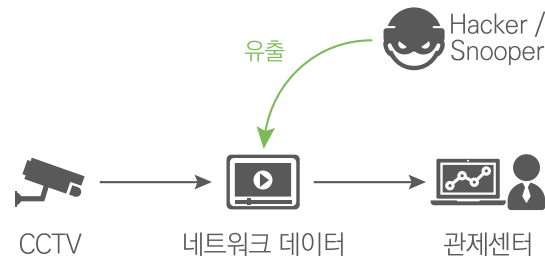 Hacker /
Snooper
유출
CCTV
네트워크 데이터
관제센터